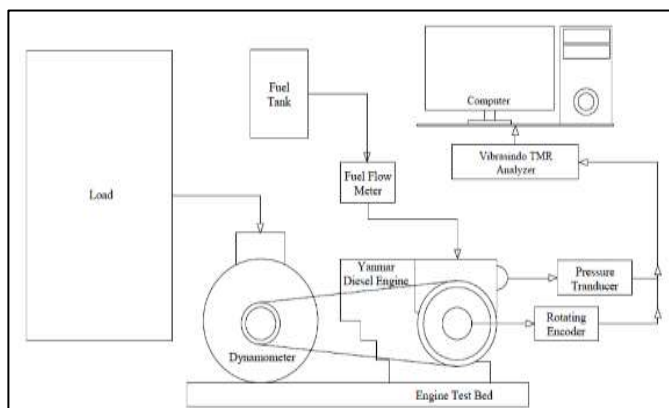 Load
Fuel
Tank
Computer
Vibrasindo TMR
Analyzer
Fuel Flow
Meter
Yanmar
Diesel Engine
Pressure
Tranducer
Rotating
Encoder
Dynamometer
Engine Test Bed